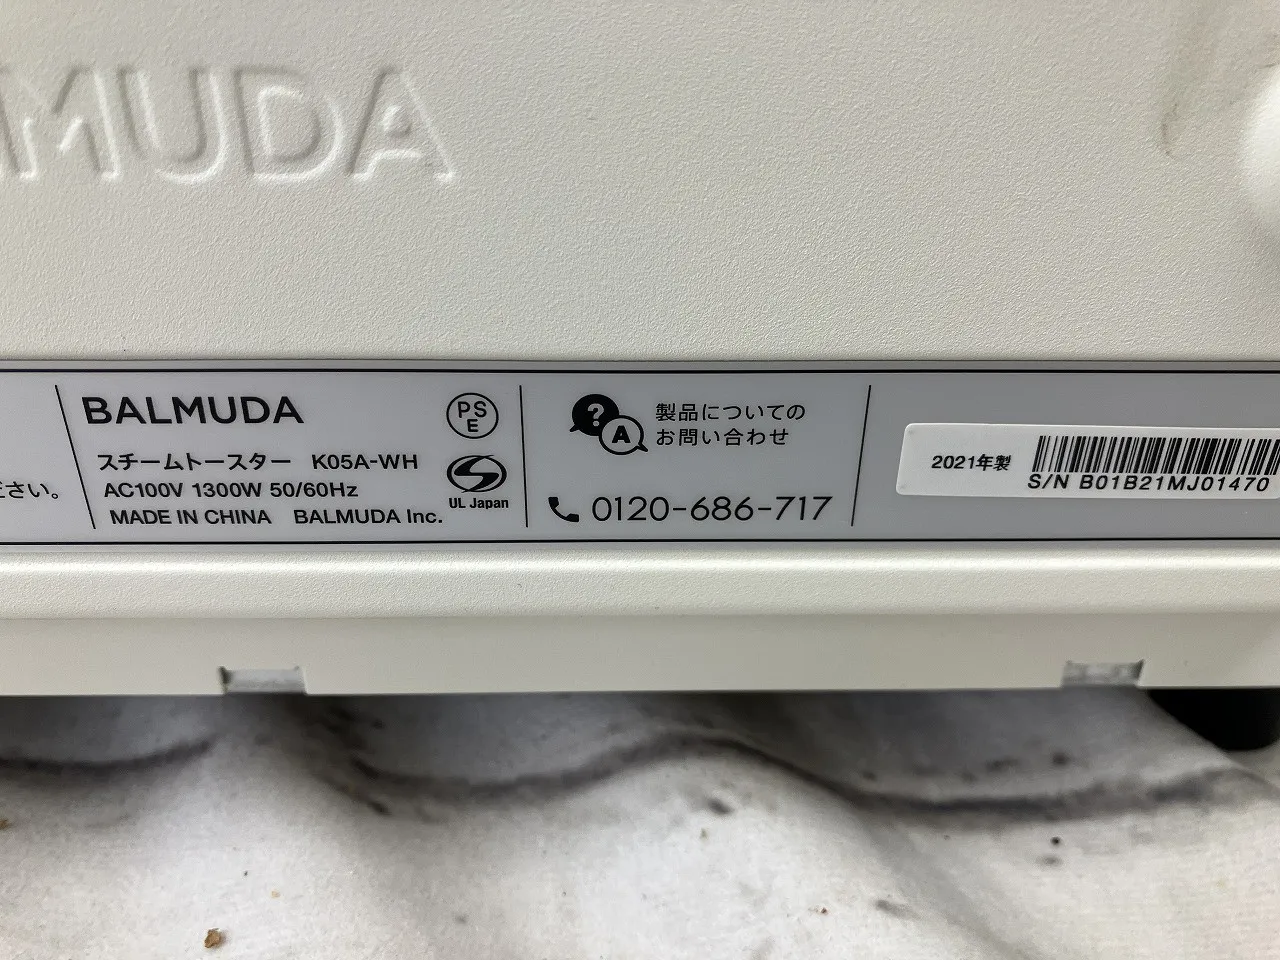 MUDA
ださい。
BALMUDA
スチームトースター K05A-WH
AC100V 1300W 50/60Hz
MADE IN CHINA BALMUDA Inc.
PS
E
S
UL Japan
?
A
製品についての
お問い合わせ
0120-686-717
2021年製
S/N B01B21MJ01470